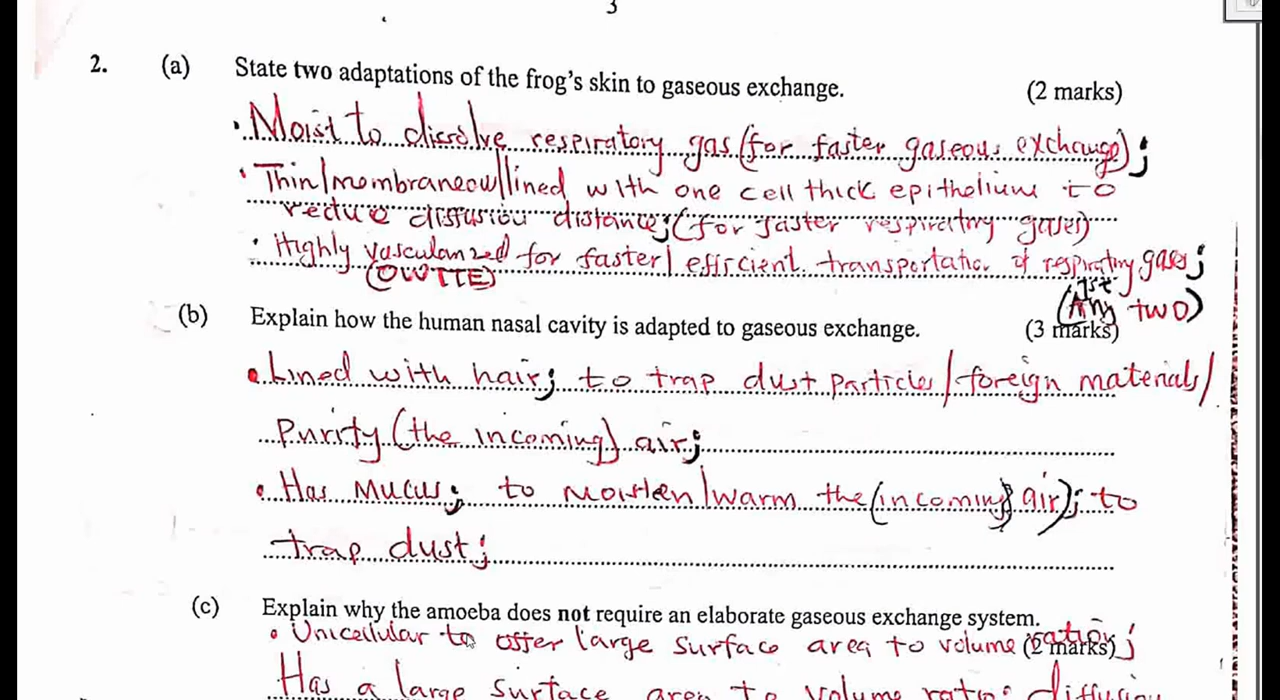 3
2. (a) State two adaptations of the frog's skin to gaseous exchange. (2 marks)
• Moist to dissolve respiratory gas (for faster gaseous exchange);
• Thin/membraneous/lined with one cell thick epithelium to
reduce diffusion distance; (for faster respiratory gases)
• Highly vascularized for faster/efficient transportation of respiratory gases;
(OWTTE)
1st
(Any two)
(b) Explain how the human nasal cavity is adapted to gaseous exchange. (3 marks)
• Lined with hair; to trap dust particles/foreign materials/
Purity (the incoming) air;
• Has mucus; to moisten/warm the (incoming) air); to
trap dust;
(c) Explain why the amoeba does not require an elaborate gaseous exchange system.
• Unicellular to offer large surface area to volume ratio; (2 marks)
Has a large surface area to volume ratio; diffusion